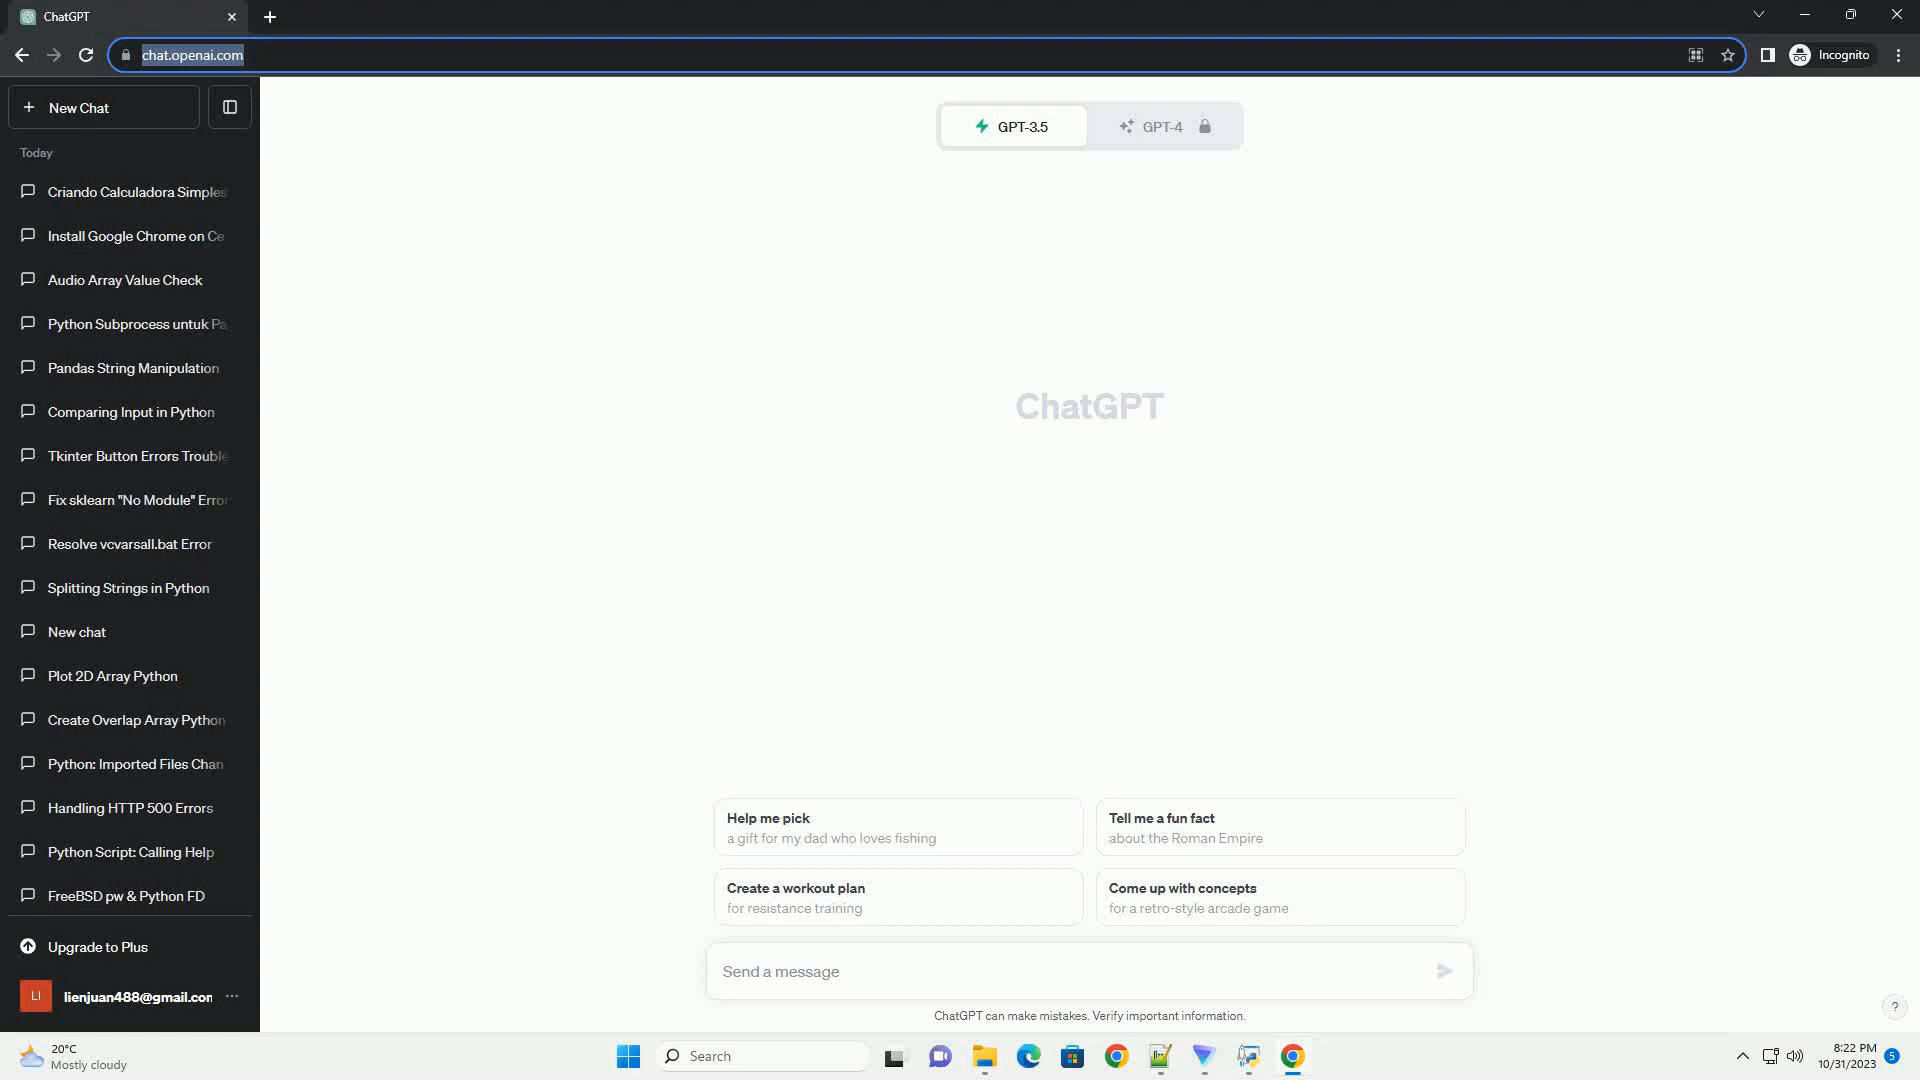 ChatGPT
chat.openai.com
Incognito
New Chat
Today
Criando Calculadora Simples
Install Google Chrome on Ce
Audio Array Value Check
Python Subprocess untuk Pa
Pandas String Manipulation
Comparing Input in Python
Tkinter Button Errors Trouble
Fix sklearn "No Module" Error
Resolve vcvarsall.bat Error
Splitting Strings in Python
New chat
Plot 2D Array Python
Create Overlap Array Python
Python: Imported Files Chan
Handling HTTP 500 Errors
Python Script: Calling Help
FreeBSD pw & Python FD
Upgrade to Plus
LI
lienjuan488@gmail.com
GPT-3.5
GPT-4
ChatGPT
Help me pick
a gift for my dad who loves fishing
Tell me a fun fact
about the Roman Empire
Create a workout plan
for resistance training
Come up with concepts
for a retro-style arcade game
Send a message
ChatGPT can make mistakes. Verify important information.
?
20°C
Mostly cloudy
Search
8:22 PM
10/31/2023
5